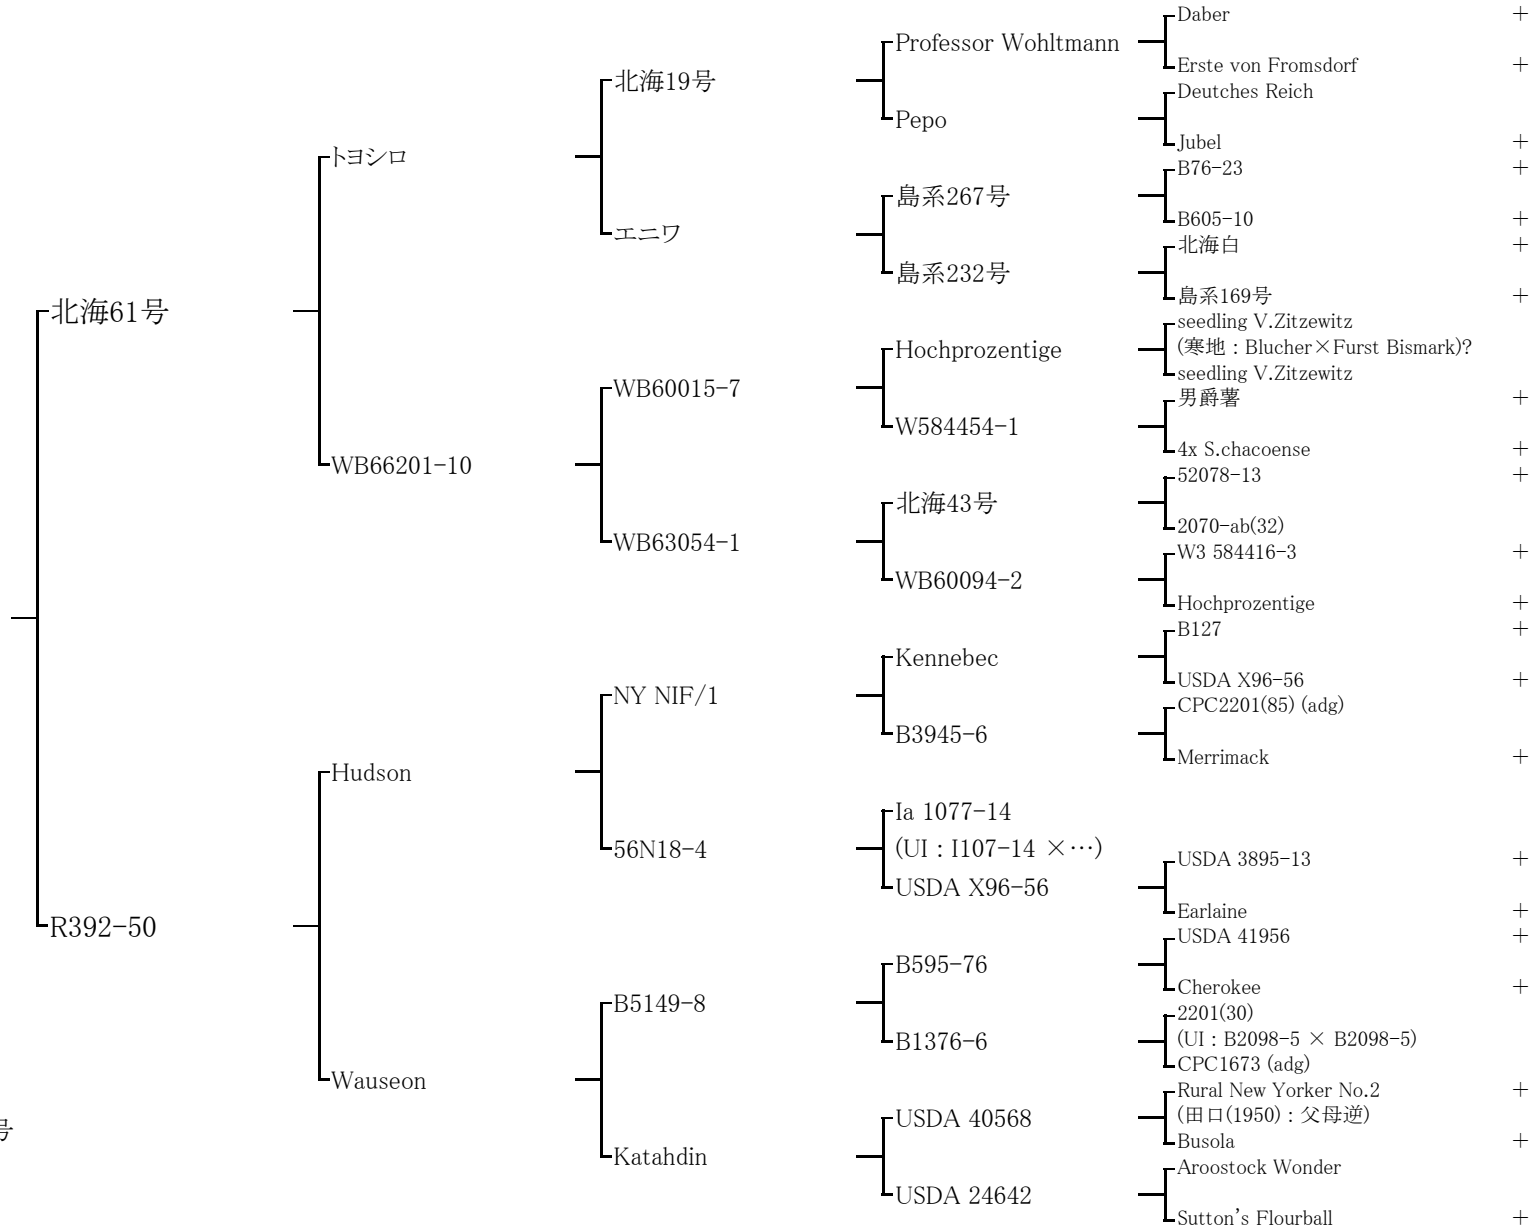 北海61号
R392-50
トヨシロ
WB66201-10
Hudson
Wauseon
北海19号
エニワ
WB60015-7
WB63054-1
NY NIF/1
56N18-4
B5149-8
Katahdin
Professor Wohltmann
Pepo
島系267号
島系232号
Hochprozentige
W584454-1
北海43号
WB60094-2
Kennebec
B3945-6
Ia 1077-14
(UI : I107-14 ×…)
USDA X96-56
B595-76
B1376-6
USDA 40568
USDA 24642
Daber +
Erste von Fromsdorf +
Deutches Reich
Jubel +
B76-23 +
B605-10 +
北海白 +
島系169号 +
seedling V.Zitzewitz
(寒地 : Blucher×Furst Bismark)?
seedling V.Zitzewitz
男爵薯 +
4x S.chacoense +
52078-13 +
2070-ab(32)
W3 584416-3 +
Hochprozentige +
B127 +
USDA X96-56 +
CPC2201(85) (adg)
Merrimack +
USDA 3895-13 +
Earlaine +
USDA 41956 +
Cherokee +
2201(30)
(UI : B2098-5 × B2098-5)
CPC1673 (adg)
Rural New Yorker No.2 +
(田口(1950) : 父母逆)
Busola +
Aroostock Wonder
Sutton's Flourball +
号